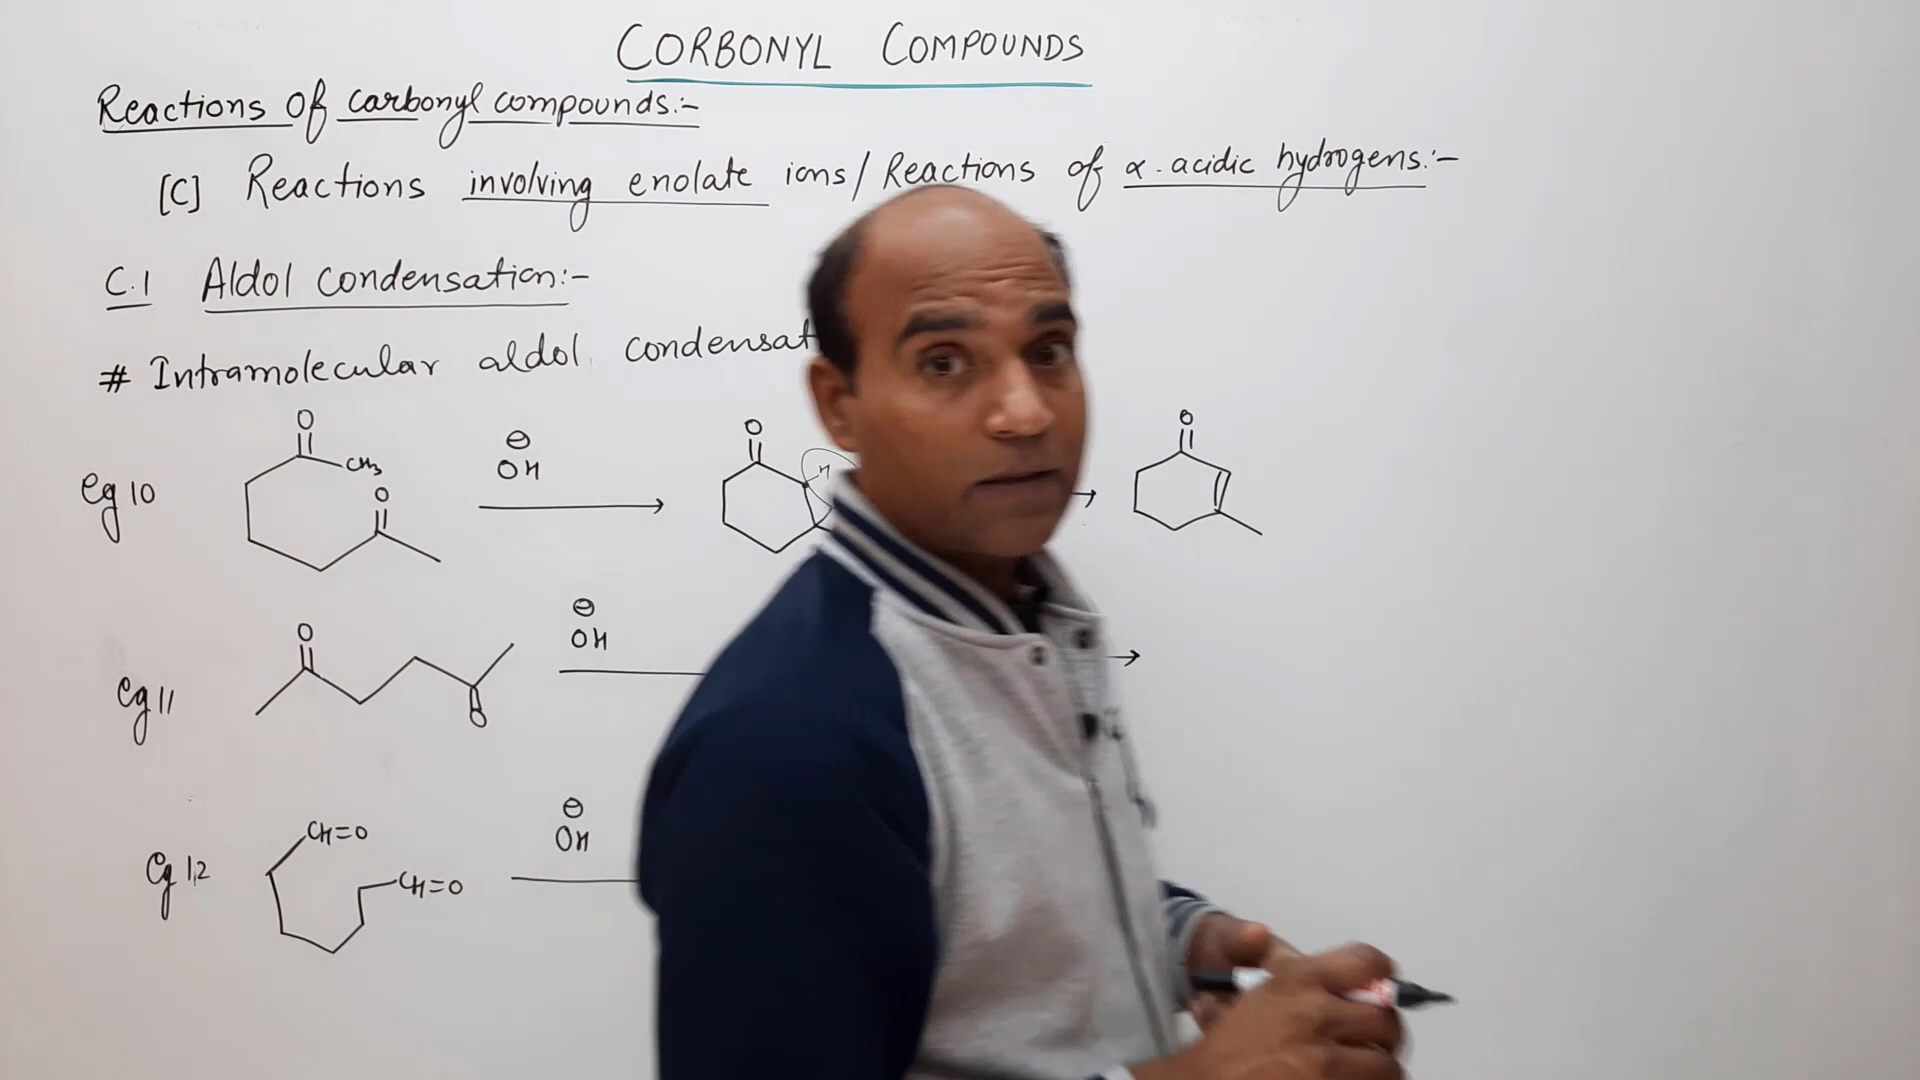 CORBONYL COMPOUNDS
Reactions Of carbonyl compounds:-
[C] Reactions involving enolate ions/Reactions of α-acidic hydrogens:-
C.1 Aldol condensation:-
# Intramolecular aldol condensat
eg 10
O
CH3
O
⊖
OH
O
H
O
eg 11
O
O
⊖
OH
Eg 12
CH=O
CH=O
⊖
OH